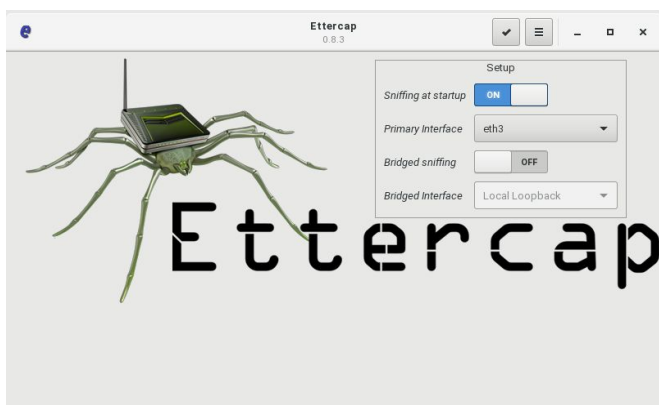 Ettercap
0.8.3
Setup
Sniffing at startup ON
Primary Interface eth3
Bridged sniffing OFF
Bridged Interface Local Loopback
Ettercap